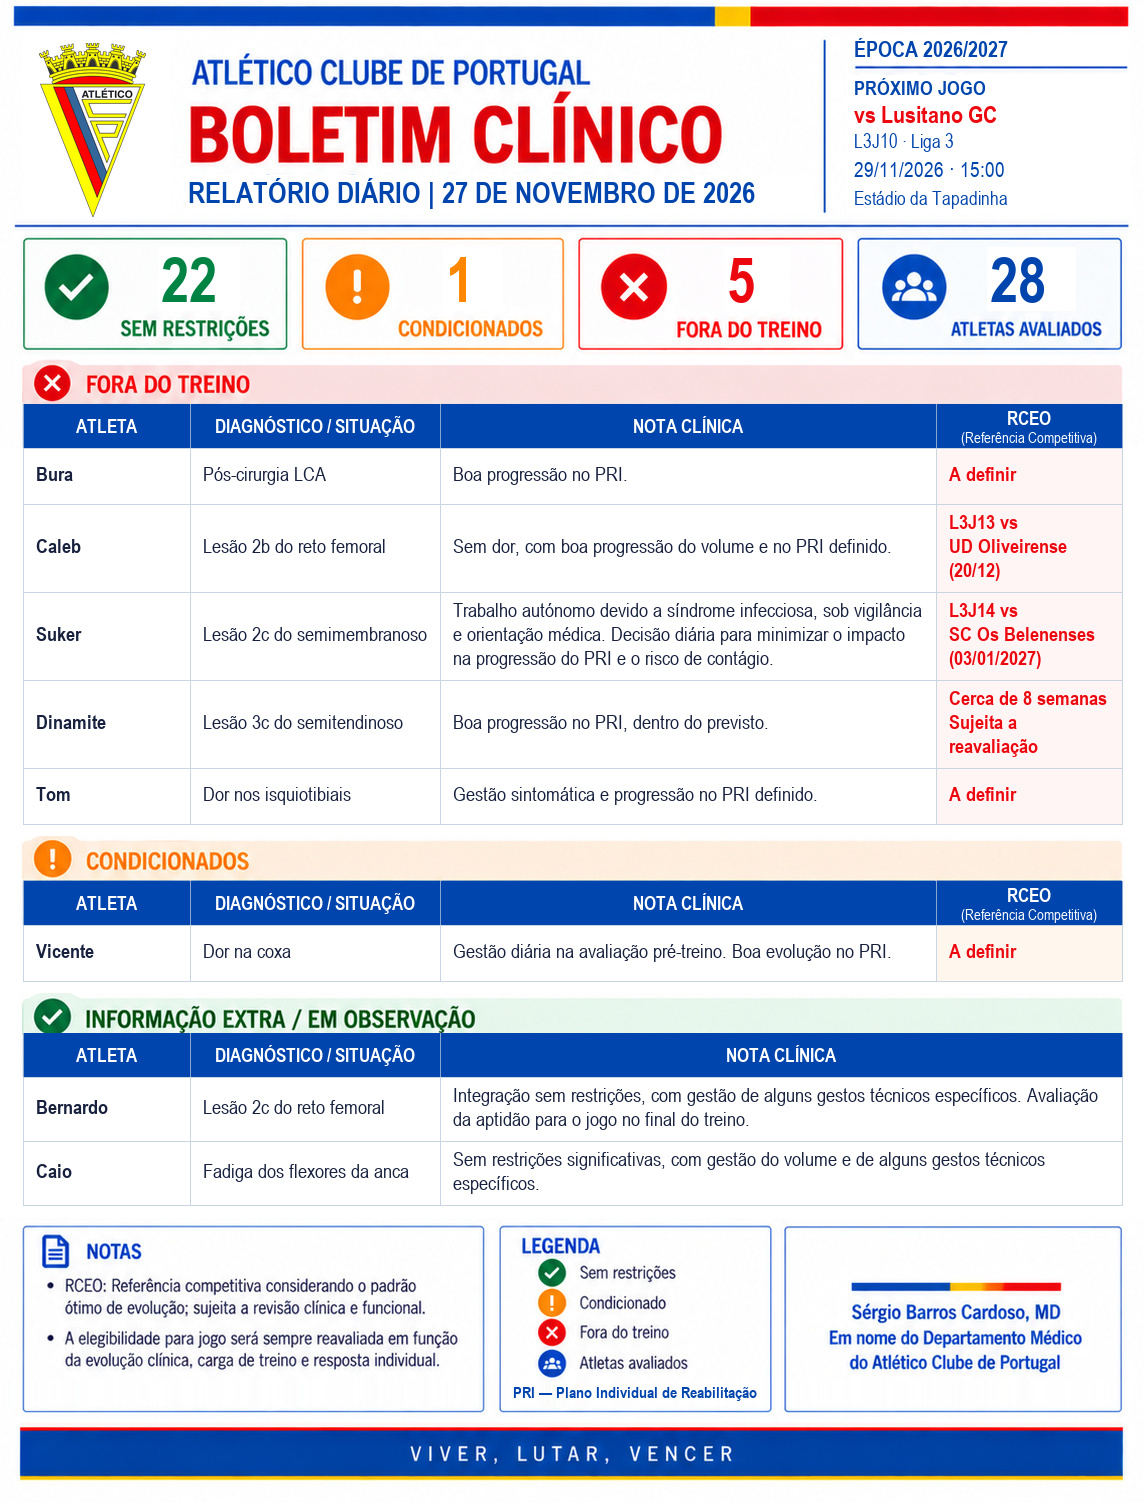 ATLÉTICO
ATLÉTICO CLUBE DE PORTUGAL
BOLETIM CLÍNICO
RELATÓRIO DIÁRIO | 27 DE NOVEMBRO DE 2026
ÉPOCA 2026/2027
PRÓXIMO JOGO
vs Lusitano GC
L3J10 · Liga 3
29/11/2026 · 15:00
Estádio da Tapadinha
22
SEM RESTRIÇÕES
1
CONDICIONADOS
5
FORA DO TREINO
28
ATLETAS AVALIADOS
FORA DO TREINO
ATLETA DIAGNÓSTICO / SITUAÇÃO NOTA CLÍNICA RCEO
(Referência Competitiva)
Bura Pós-cirurgia LCA Boa progressão no PRI. A definir
Caleb Lesão 2b do reto femoral Sem dor, com boa progressão do volume e no PRI definido. L3J13 vs
UD Oliveirense
(20/12)
Suker Lesão 2c do semimembranoso Trabalho autónomo devido a síndrome infecciosa, sob vigilância
e orientação médica. Decisão diária para minimizar o impacto
na progressão do PRI e o risco de contágio.
L3J14 vs
SC Os Belenenses
(03/01/2027)
Dinamite Lesão 3c do semitendinoso Boa progressão no PRI, dentro do previsto. Cerca de 8 semanas
Sujeita a
reavaliação
Tom Dor nos isquiotibiais Gestão sintomática e progressão no PRI definido. A definir
CONDICIONADOS
ATLETA DIAGNÓSTICO / SITUAÇÃO NOTA CLÍNICA RCEO
(Referência Competitiva)
Vicente Dor na coxa Gestão diária na avaliação pré-treino. Boa evolução no PRI. A definir
INFORMAÇÃO EXTRA / EM OBSERVAÇÃO
ATLETA DIAGNÓSTICO / SITUAÇÃO NOTA CLÍNICA
Bernardo Lesão 2c do reto femoral Integração sem restrições, com gestão de alguns gestos técnicos específicos. Avaliação
da aptidão para o jogo no final do treino.
Caio Fadiga dos flexores da anca Sem restrições significativas, com gestão do volume e de alguns gestos técnicos
específicos.
NOTAS
• RCEO: Referência competitiva considerando o padrão
ótimo de evolução; sujeita a revisão clínica e funcional.
• A elegibilidade para jogo será sempre reavaliada em função
da evolução clínica, carga de treino e resposta individual.
LEGENDA
Sem restrições
Condicionado
Fora do treino
Atletas avaliados
PRI — Plano Individual de Reabilitação
Sérgio Barros Cardoso, MD
Em nome do Departamento Médico
do Atlético Clube de Portugal
VIVER, LUTAR, VENCER